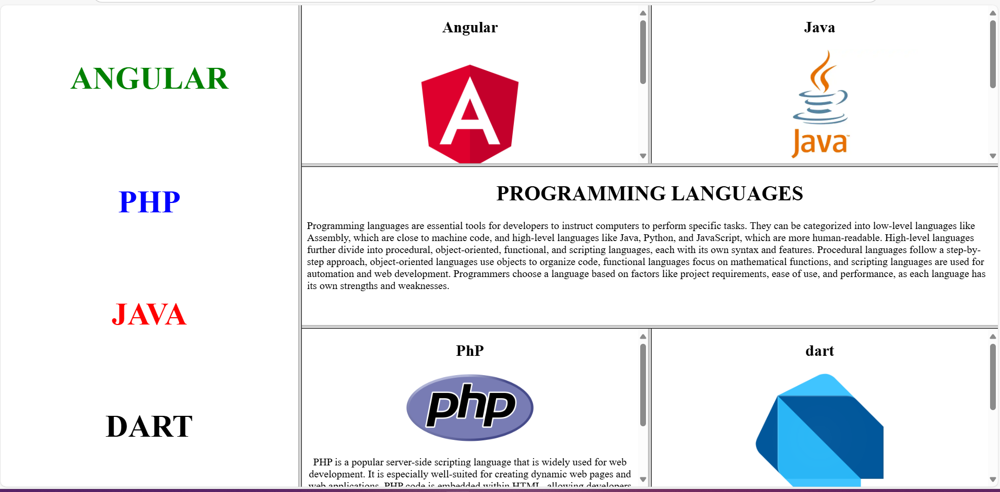 ANGULAR
PHP
JAVA
DART
Angular
A
Java
Java™
PROGRAMMING LANGUAGES
Programming languages are essential tools for developers to instruct computers to perform specific tasks. They can be categorized into low-level languages like
Assembly, which are close to machine code, and high-level languages like Java, Python, and JavaScript, which are more human-readable. High-level languages
further divide into procedural, object-oriented, functional, and scripting languages, each with its own syntax and features. Procedural languages follow a step-by-
step approach, object-oriented languages use objects to organize code, functional languages focus on mathematical functions, and scripting languages are used for
automation and web development. Programmers choose a language based on factors like project requirements, ease of use, and performance, as each language has
its own strengths and weaknesses.
PhP
php
PHP is a popular server-side scripting language that is widely used for web
development. It is especially well-suited for creating dynamic web pages and
web applications. PHP code is embedded within HTML, allowing developers
dart